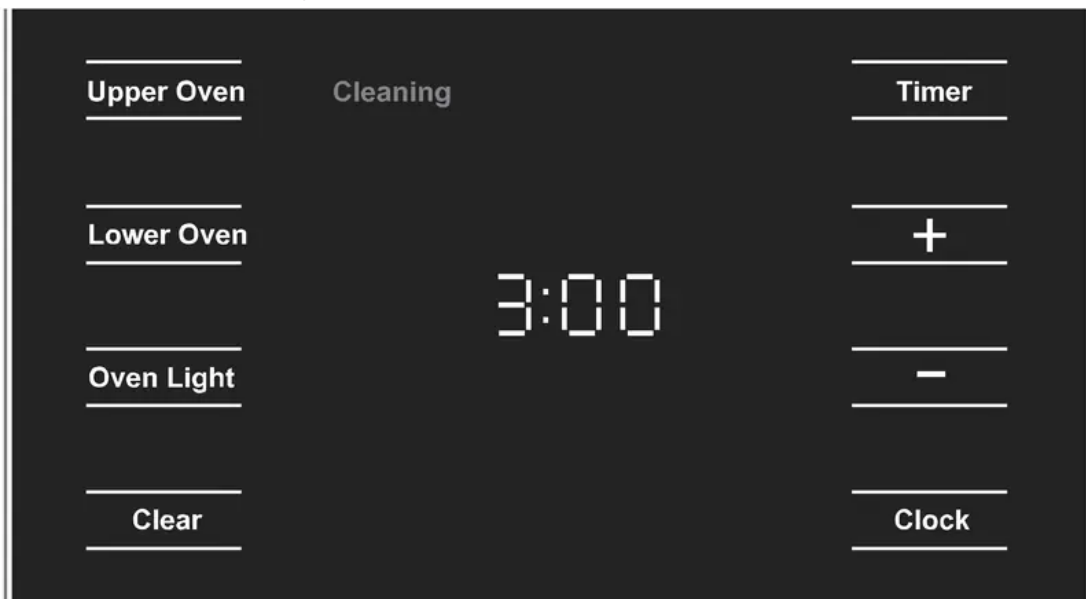 Upper Oven Cleaning Timer
Lower Oven +
3:00
Oven Light -
Clear Clock